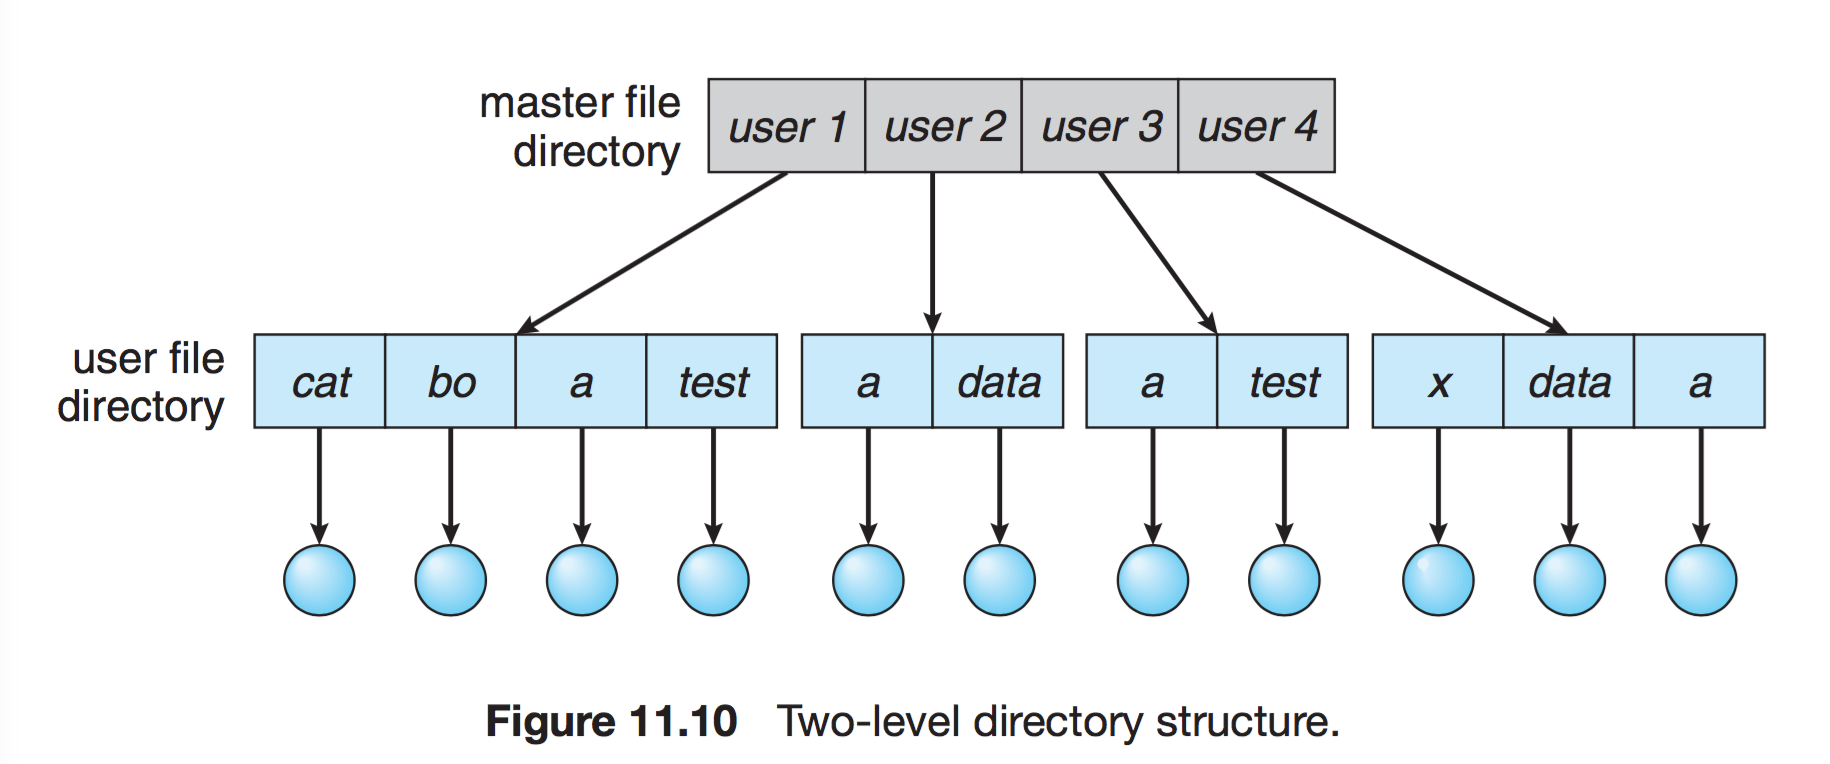 master file
directory
user 1 user 2 user 3 user 4
user file
directory
cat bo a test a data a test x data a
Figure 11.10 Two-level directory structure.